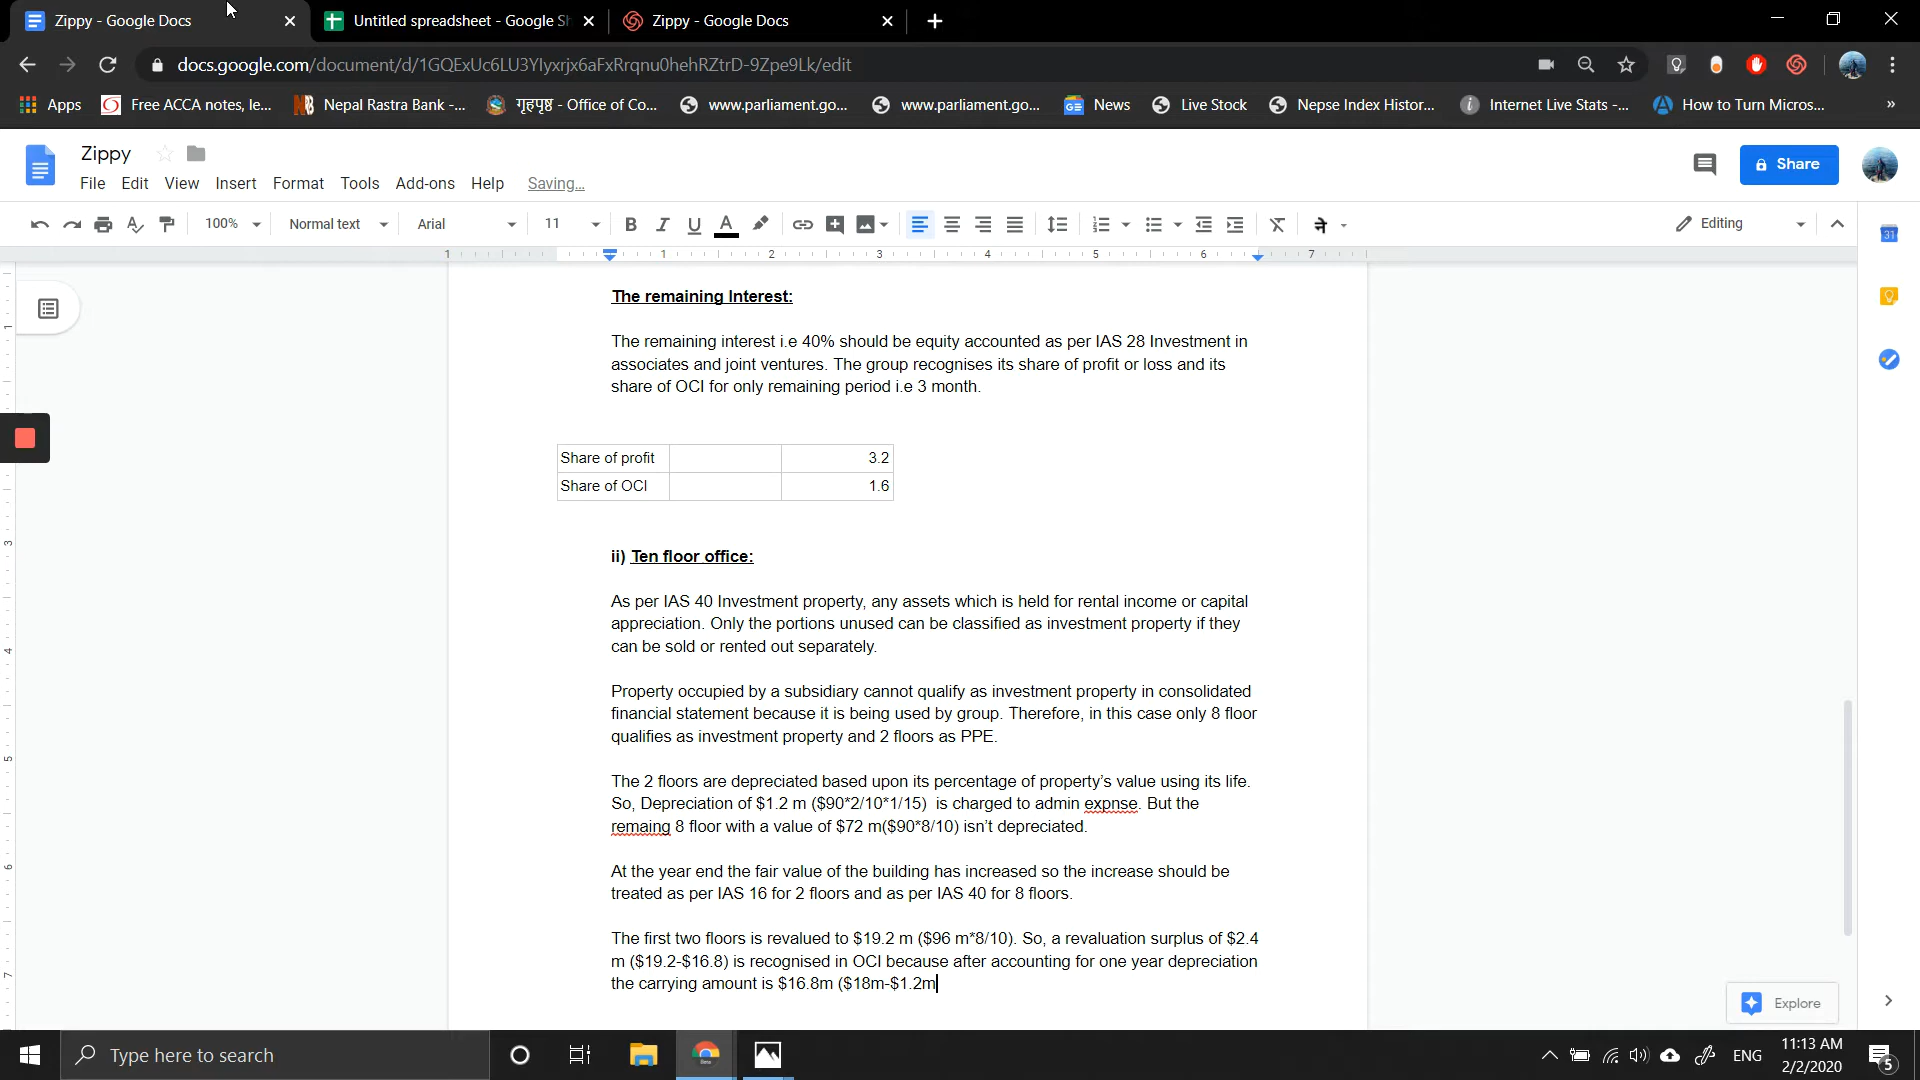 Zippy - Google Docs
Untitled spreadsheet - Google Sh
Zippy - Google Docs
docs.google.com/document/d/1GQExUc6LU3YIyxrjx6aFxRrqnu0hehRZtrD-9Zpe9Lk/edit
Apps
Free ACCA notes, le...
Nepal Rastra Bank -...
गृहपृष्ठ - Office of Co...
www.parliament.go...
www.parliament.go...
News
Live Stock
Nepse Index Histor...
Internet Live Stats -...
How to Turn Micros...
»
Zippy
File Edit View Insert Format Tools Add-ons Help Saving...
Share
100% Normal text Arial 11
Editing
1 1 2 3 4 5 6 7
The remaining Interest:
The remaining interest i.e 40% should be equity accounted as per IAS 28 Investment in
associates and joint ventures. The group recognises its share of profit or loss and its
share of OCI for only remaining period i.e 3 month.
Share of profit 3.2
Share of OCI 1.6
ii) Ten floor office:
As per IAS 40 Investment property, any assets which is held for rental income or capital
appreciation. Only the portions unused can be classified as investment property if they
can be sold or rented out separately.
Property occupied by a subsidiary cannot qualify as investment property in consolidated
financial statement because it is being used by group. Therefore, in this case only 8 floor
qualifies as investment property and 2 floors as PPE.
The 2 floors are depreciated based upon its percentage of property's value using its life.
So, Depreciation of $1.2 m ($90*2/10*1/15)  is charged to admin expnse. But the
remaing 8 floor with a value of $72 m($90*8/10) isn't depreciated.
At the year end the fair value of the building has increased so the increase should be
treated as per IAS 16 for 2 floors and as per IAS 40 for 8 floors.
The first two floors is revalued to $19.2 m ($96 m*8/10). So, a revaluation surplus of $2.4
m ($19.2-$16.8) is recognised in OCI because after accounting for one year depreciation
the carrying amount is $16.8m ($18m-$1.2m
Explore
Type here to search
ENG
11:13 AM
2/2/2020
5